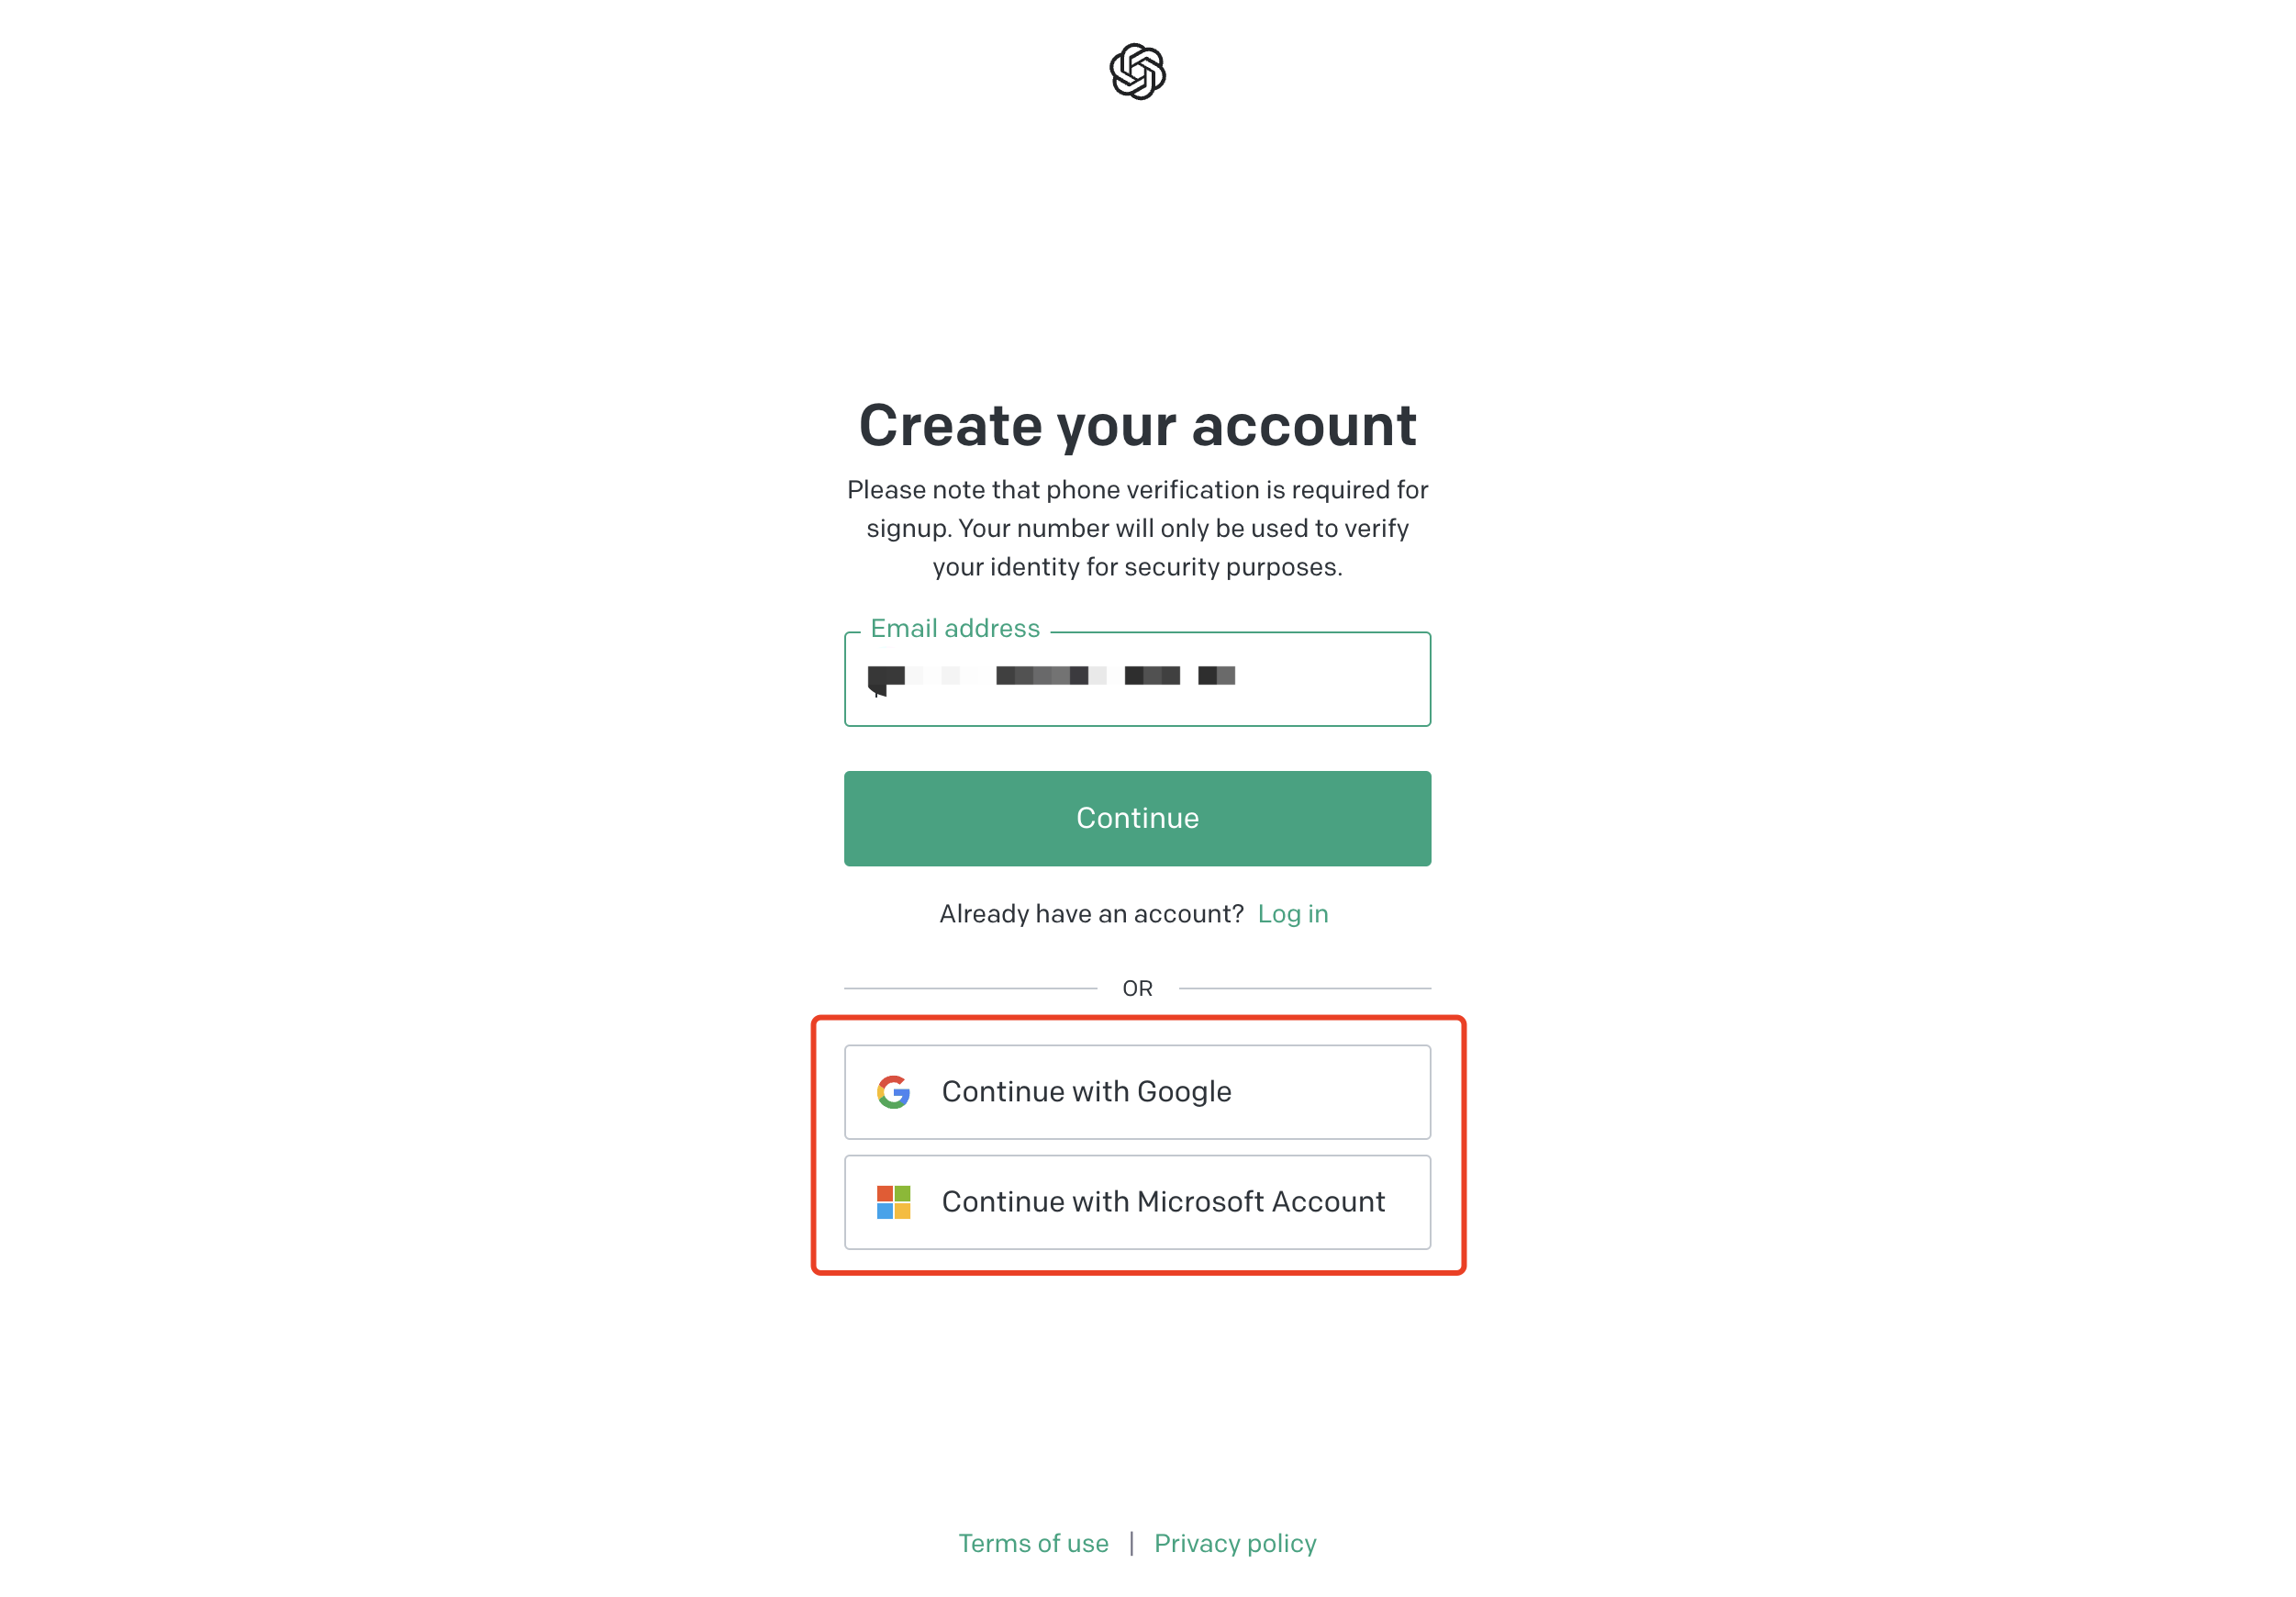 Create your account
Please note that phone verification is required for
signup. Your number will only be used to verify
your identity for security purposes.
Email address
Continue
Already have an account? Log in
OR
Continue with Google
Continue with Microsoft Account
Terms of use | Privacy policy